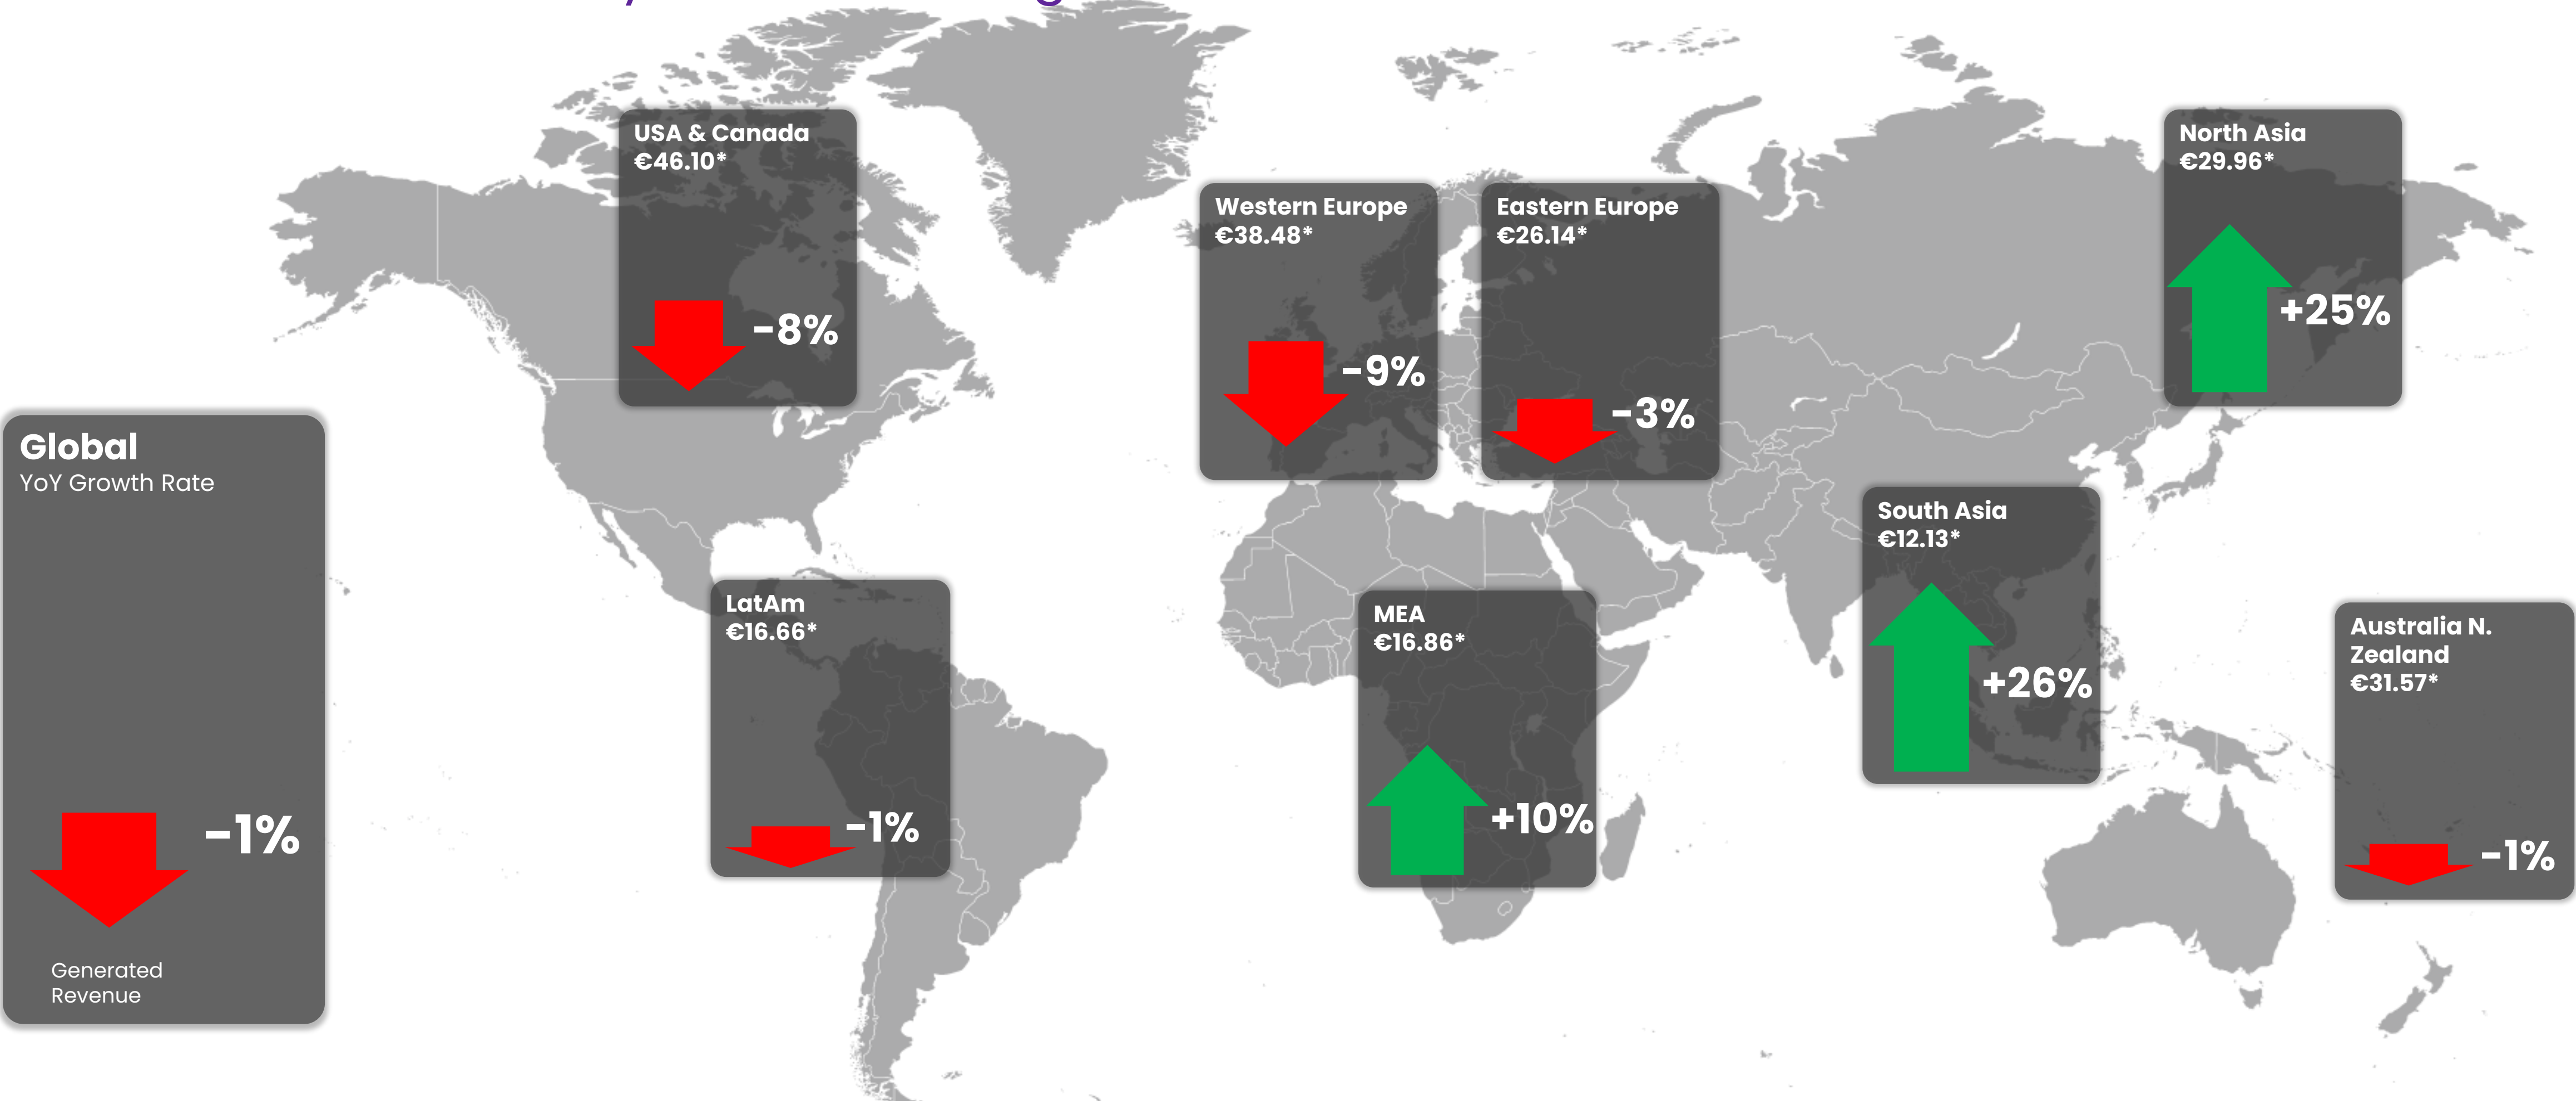 USA & Canada
€46.10*
-8%
Western Europe
€38.48*
-9%
Eastern Europe
€26.14*
-3%
North Asia
€29.96*
+25%
Global
YoY Growth Rate
-1%
Generated
Revenue
LatAm
€16.66*
-1%
MEA
€16.86*
+10%
South Asia
€12.13*
+26%
Australia N.
Zealand
€31.57*
-1%